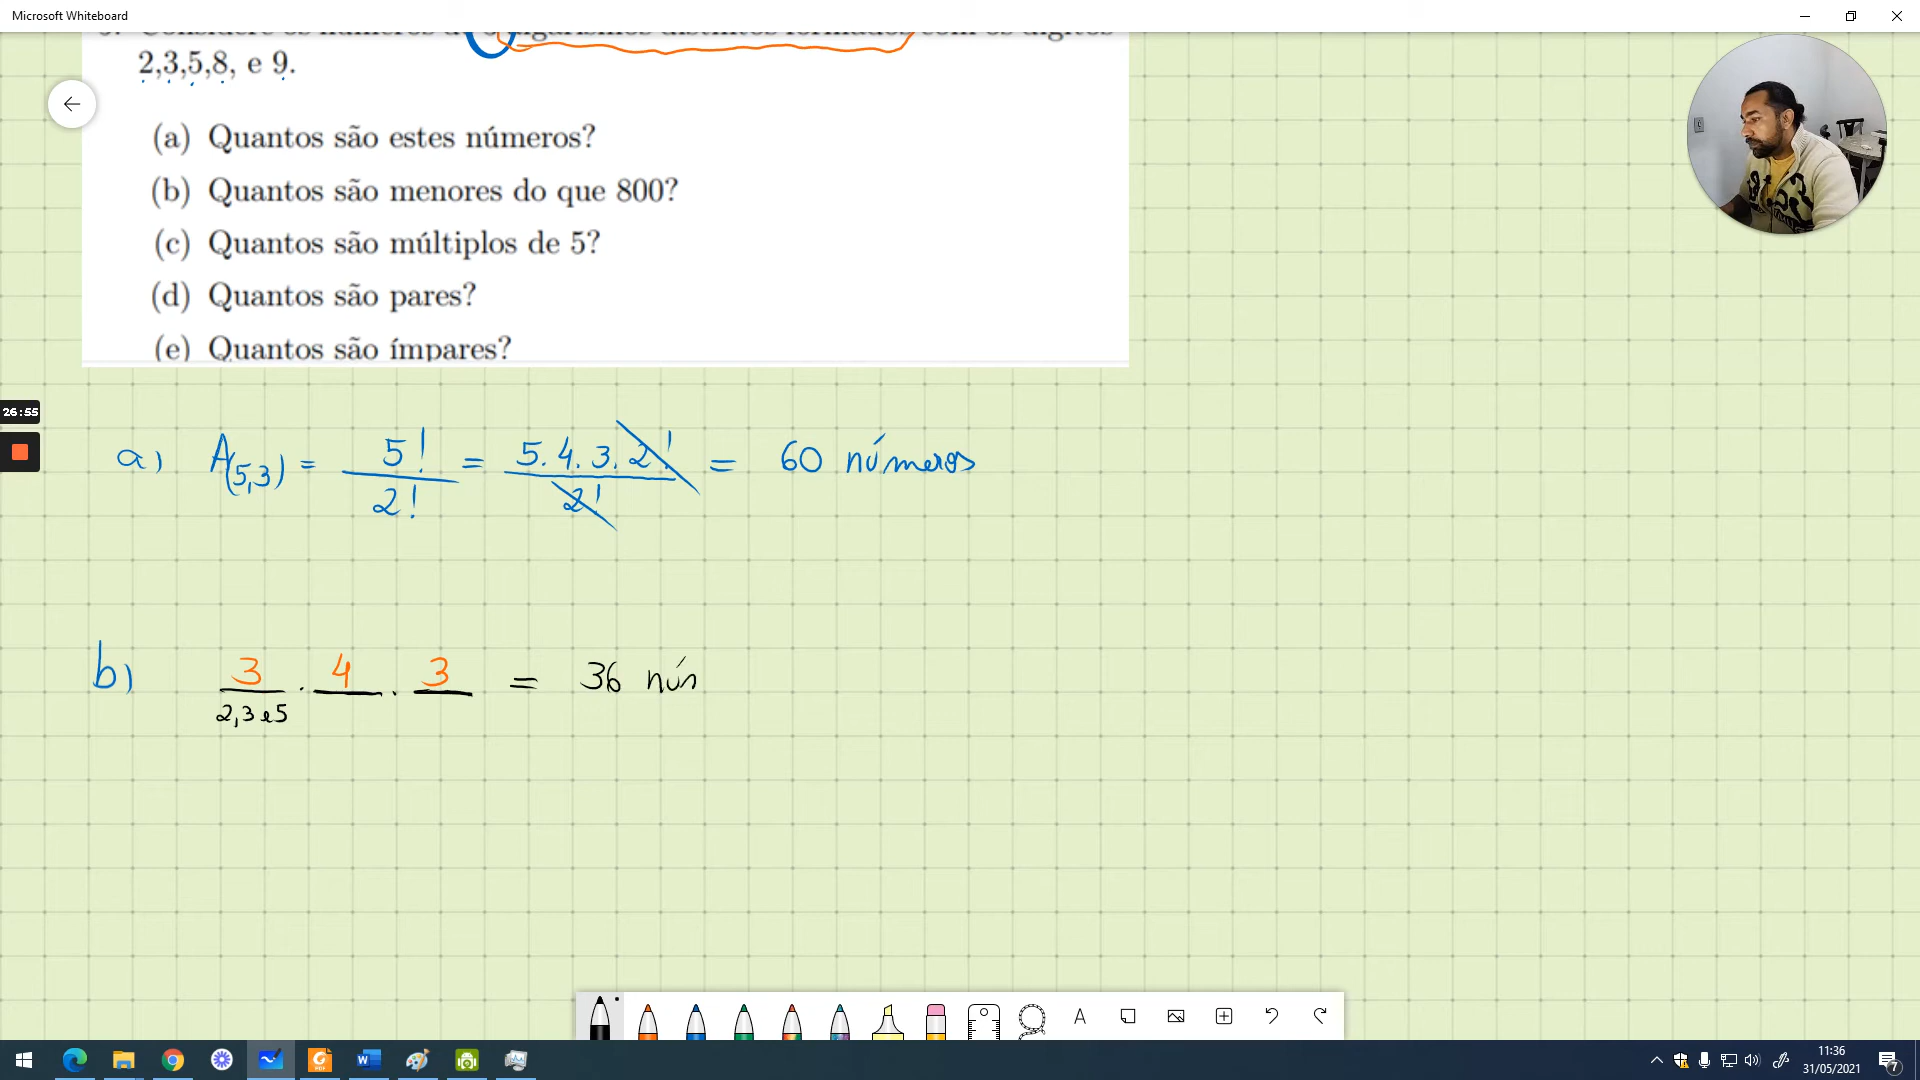 Microsoft Whiteboard
2,3,5,8, e 9.
(a) Quantos são estes números?
(b) Quantos são menores do que 800?
(c) Quantos são múltiplos de 5?
(d) Quantos são pares?
(e) Quantos são ímpares?
26:55
a) A(5,3) = 5!/2! = 5.4.3.2!/2! = 60 números
b) 3 . 4 . 3 = 36 nún
2,3 e 5
A
11:36
31/05/2021
7